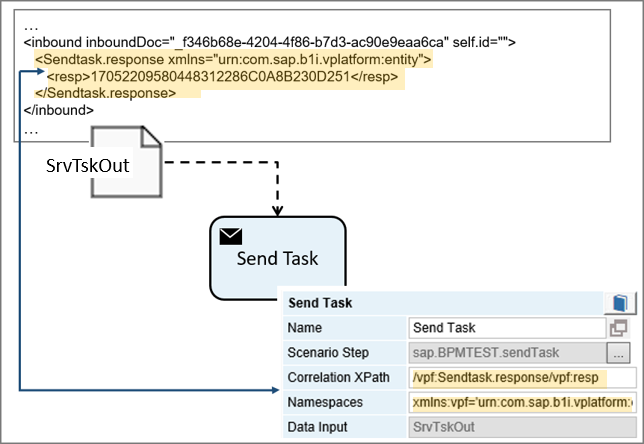 ...
<inbound inboundDoc="_f346b68e-4204-4f86-b7d3-ac90e9eaa6ca" self.id="">
<Sendtask.response xmlns="urn:com.sap.b1i.vplatform:entity">
<resp>17052209580448312286C0A8B230D251</resp>
</Sendtask.response>
</inbound>
...
SrvTskOut
Send Task
Send Task
Name Send Task
Scenario Step sap.BPMTEST.sendTask ...
Correlation XPath /vpf:Sendtask.response/vpf:resp
Namespaces xmlns:vpf='urn:com.sap.b1i.vplatform:
Data Input SrvTskOut